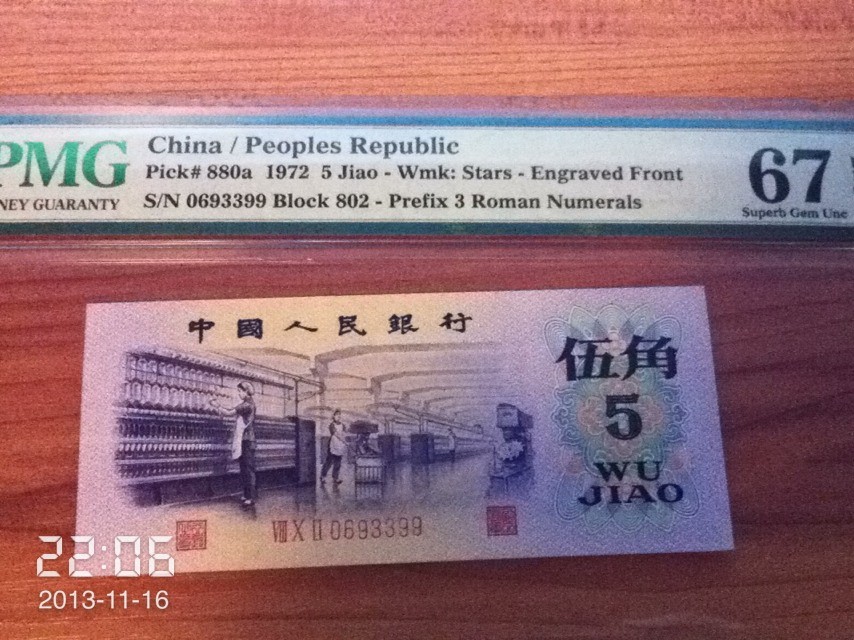 PMG
China / Peoples Republic
Pick# 880a 1972 5 Jiao - Wmk: Stars - Engraved Front
S/N 0693399 Block 802 - Prefix 3 Roman Numerals
NEY GUARANTY
67
Superb Gem Unc
中國人民銀行
伍角
5
WU
JIAO
VIII X II 0693399
22:06
2013-11-16